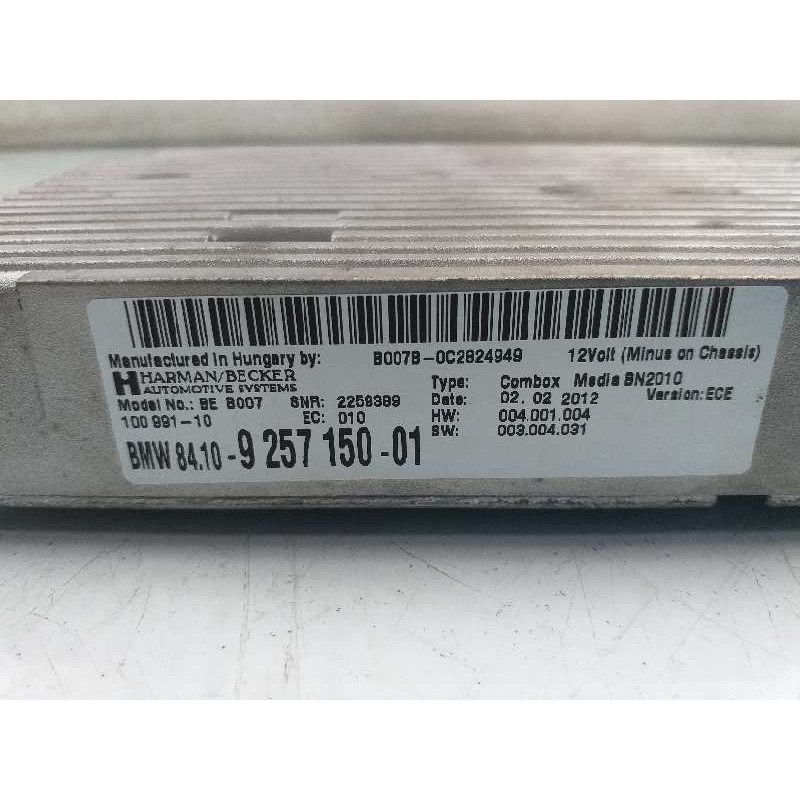 Manufactured in Hungary by: B007B-0C2824949 12Volt (Minus on Chassis)
HARMAN/BECKER
AUTOMOTIVE SYSTEMS
Type: Combox Media BN2010
Model No.: BE B007 SNR: 2259399 Date: 02. 02 2012 Version: ECE
100 991-10 EC: 010 HW: 004.001.004
SW: 003.004.031
BMW 84.10-9 257 150-01